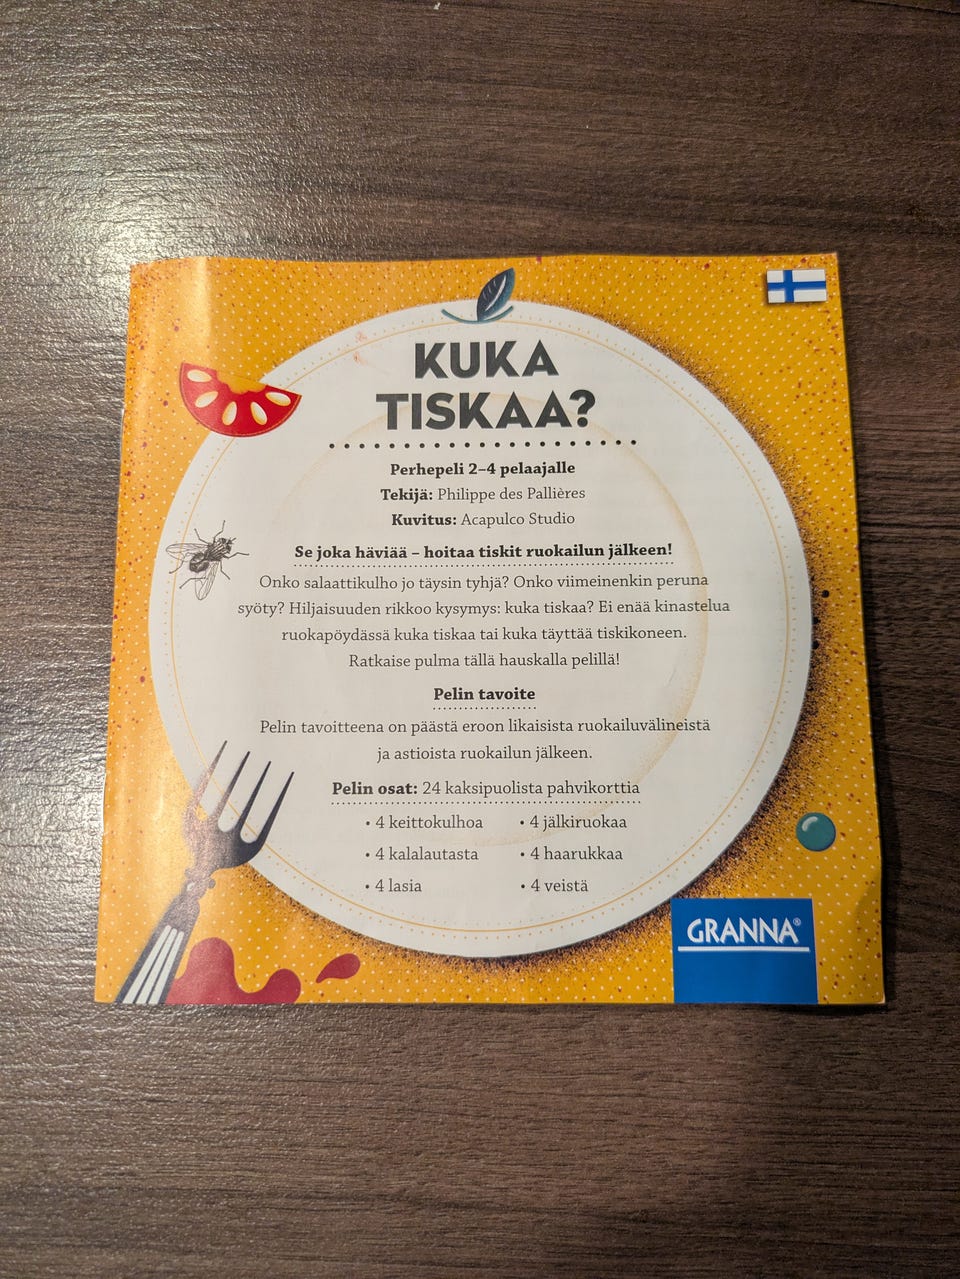 KUKA
TISKAA?
Perhepeli 2–4 pelaajalle
Tekijä: Philippe des Pallières
Kuvitus: Acapulco Studio
Se joka häviää – hoitaa tiskit ruokailun jälkeen!
Onko salaattikulho jo täysin tyhjä? Onko viimeinenkin peruna
syöty? Hiljaisuuden rikkoo kysymys: kuka tiskaa? Ei enää kinastelua
ruokapöydässä kuka tiskaa tai kuka täyttää tiskikoneen.
Ratkaise pulma tällä hauskalla pelillä!
Pelin tavoite
Pelin tavoitteena on päästä eroon likaisista ruokailuvälineistä
ja astioista ruokailun jälkeen.
Pelin osat: 24 kaksipuolista pahvikorttia
• 4 keittokulhoa
• 4 kalalautasta
• 4 lasia
• 4 jälkiruokaa
• 4 haarukkaa
• 4 veistä
GRANNA®